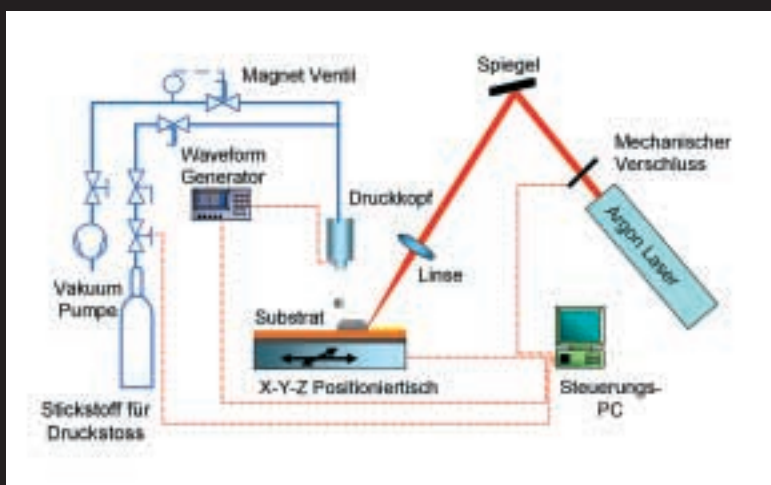 Magnet Ventil
Spiegel
Waveform
Generator
Mechanischer
Verschluss
Druckkopf
Argon Laser
Linse
Vakuum
Pumpe
Substrat
X-Y-Z Positioniertisch
Steuerungs-
PC
Stickstoff für
Druckstoss